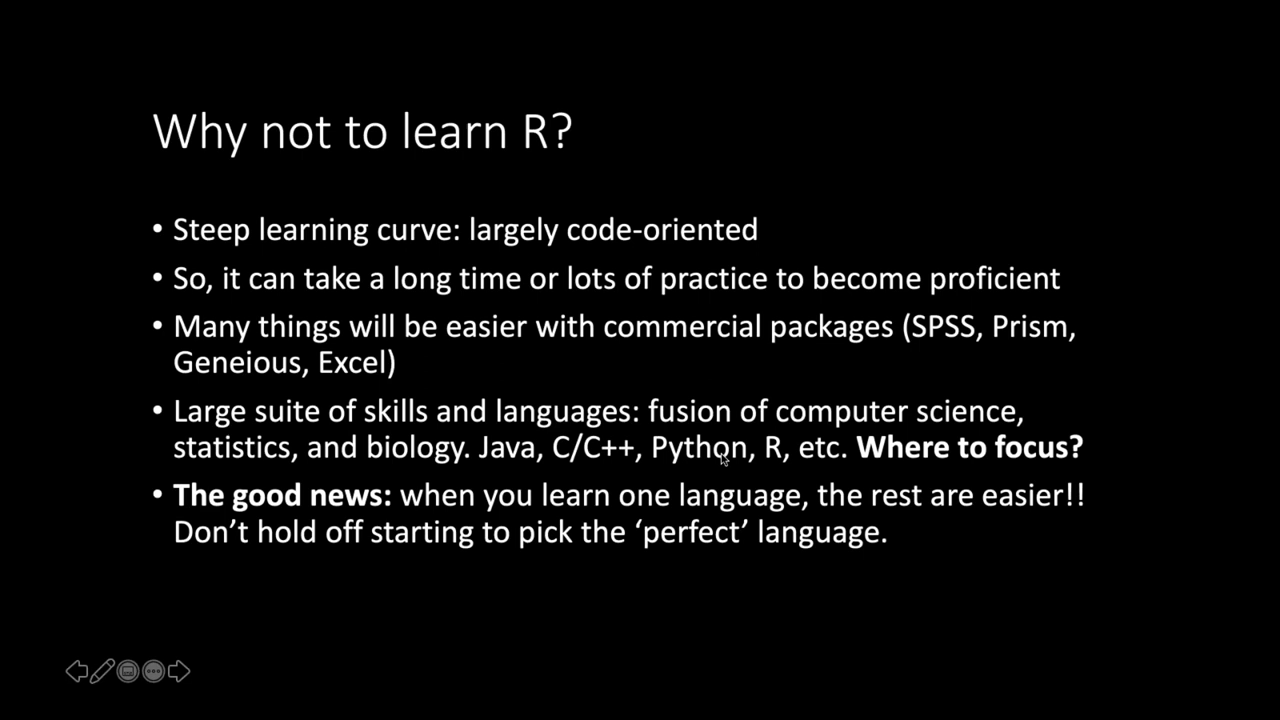 Why not to learn R?
• Steep learning curve: largely code-oriented
• So, it can take a long time or lots of practice to become proficient
• Many things will be easier with commercial packages (SPSS, Prism,
Geneious, Excel)
• Large suite of skills and languages: fusion of computer science,
statistics, and biology. Java, C/C++, Python, R, etc. Where to focus?
• The good news: when you learn one language, the rest are easier!!
Don’t hold off starting to pick the ‘perfect’ language.